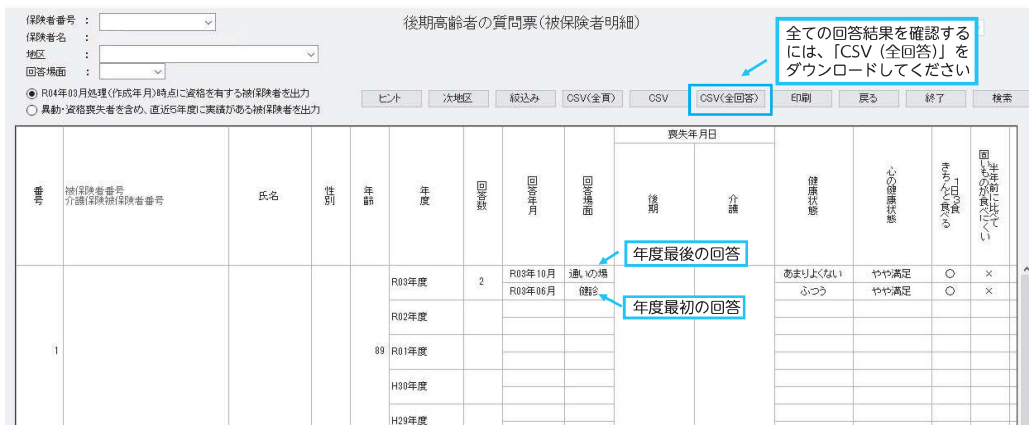 後期高齢者の質問票(被保険者明細)
保険者番号 :
保険者名 :
地区 :
回答場面 :
全ての回答結果を確認する
には、「CSV（全回答）」を
ダウンロードしてください
R04年03月処理(作成年月)時点に資格を有する被保険者を出力
異動・資格喪失者を含め、直近5年度に実績がある被保険者を出力
ヒント 次地区 絞込み CSV(全頁) CSV CSV(全回答) 印刷 戻る 終了 検索
番号
被保険者番号
介護保険被保険者番号
氏名
性別
年齢
年度
回答数
回答年月
回答場面
喪失年月日
後期
介護
健康状態
心の健康状態
1日3食
きちんと食べる
半年前に比べて
固いものが食べにくい
年度最後の回答
R03年度 2 R03年10月 通いの場 あまりよくない やや満足 ○ ×
R03年06月 健診 ふつう やや満足 ○ ×
年度最初の回答
R02年度
1 89 R01年度
H30年度
H29年度